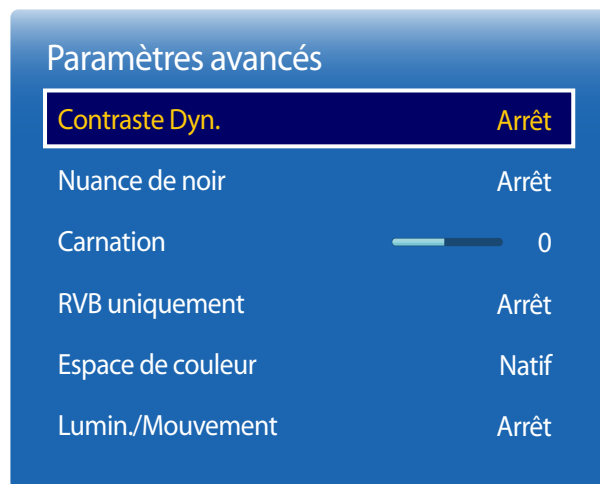 Paramètres avancés
Contraste Dyn. Arrêt
Nuance de noir Arrêt
Carnation 0
RVB uniquement Arrêt
Espace de couleur Natif
Lumin./Mouvement Arrêt